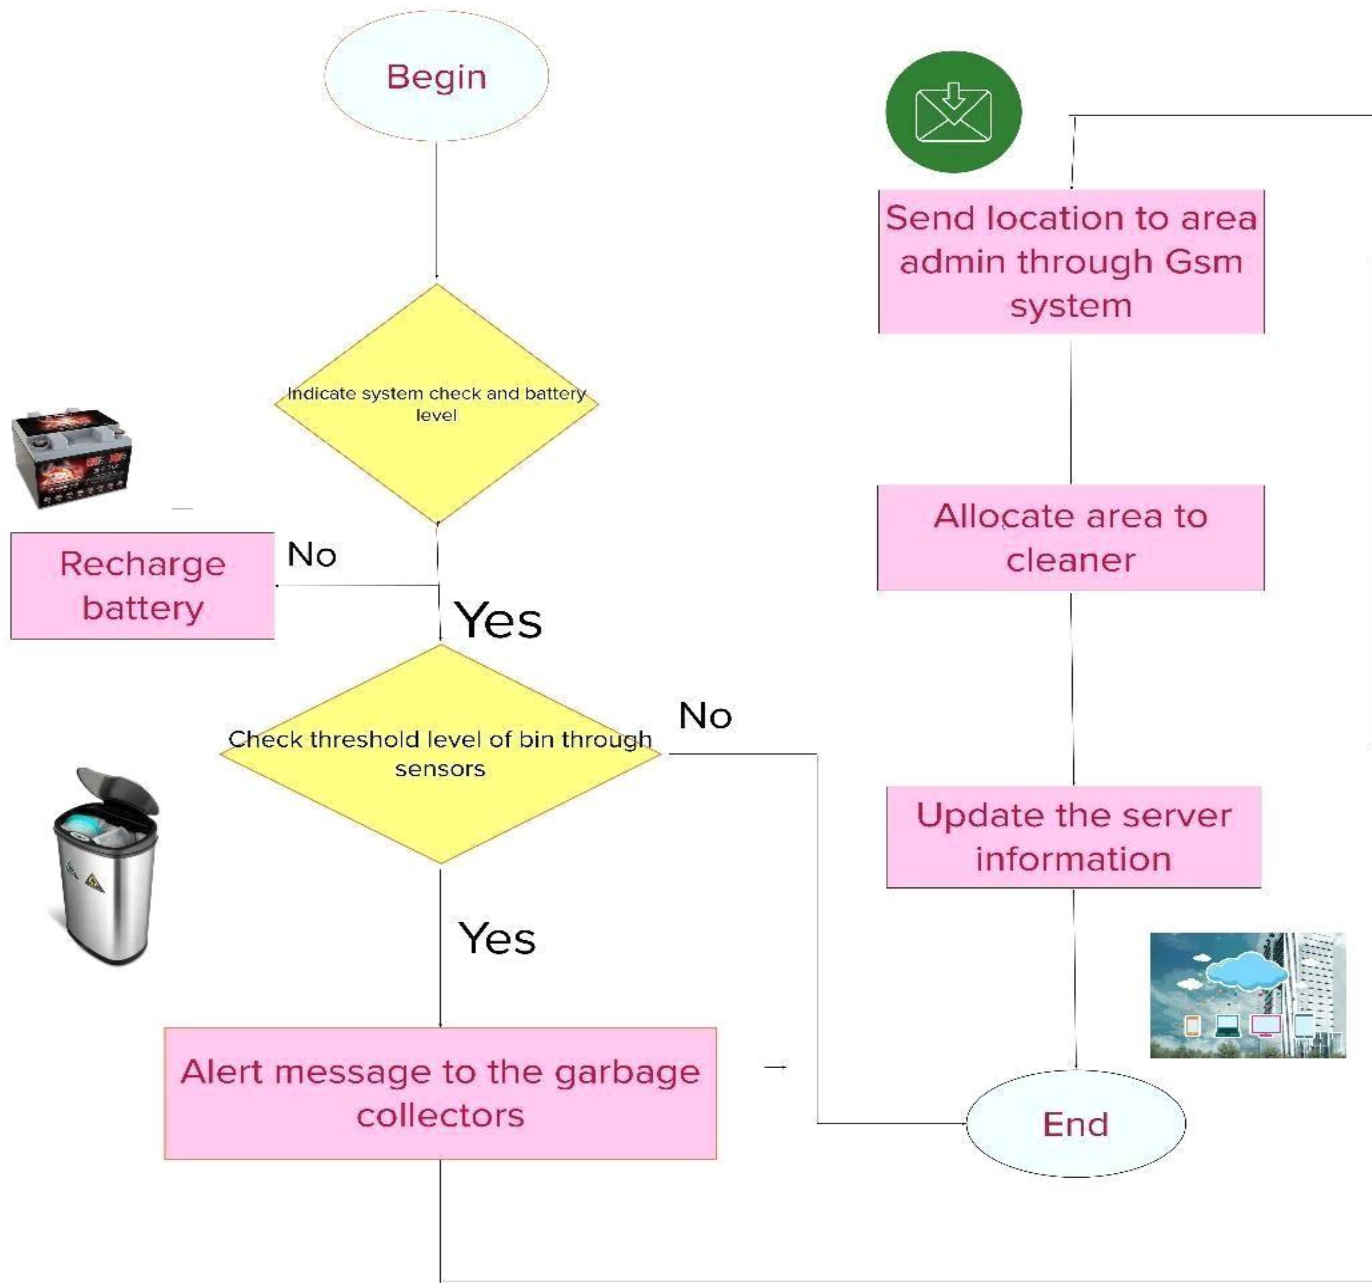 Begin
Indicate system check and battery
level
No
Recharge
battery
Yes
Check threshold level of bin through
sensors
No
Yes
Alert message to the garbage
collectors
Send location to area
admin through Gsm
system
Allocate area to
cleaner
Update the server
information
End